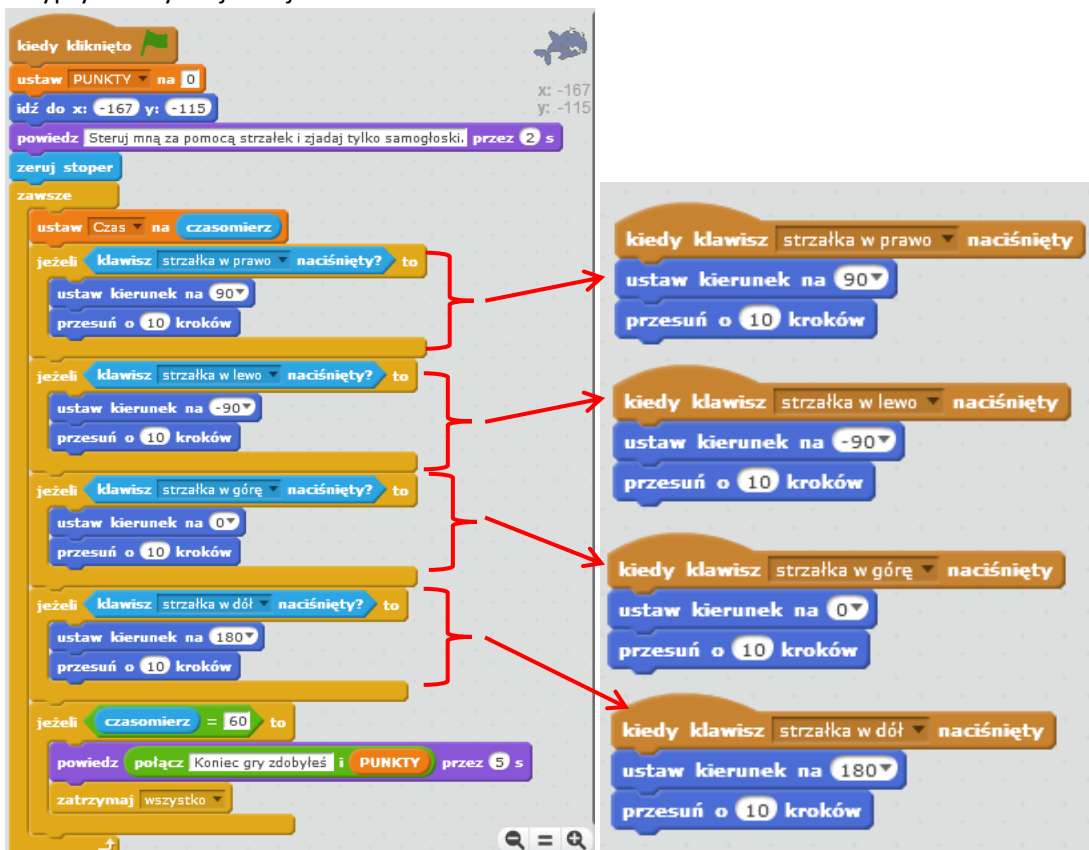 kiedy kliknięto
ustaw PUNKTY na 0
idź do x: -167 y: -115
powiedz Steruj mną za pomocą strzałek i zjadaj tylko samogłoski. przez 2 s
zeruj stoper
zawsze
ustaw Czas na czasomierz
jeżeli klawisz strzałka w prawo naciśnięty? to
ustaw kierunek na 90
przesuń o 10 kroków
jeżeli klawisz strzałka w lewo naciśnięty? to
ustaw kierunek na -90
przesuń o 10 kroków
jeżeli klawisz strzałka w górę naciśnięty? to
ustaw kierunek na 0
przesuń o 10 kroków
jeżeli klawisz strzałka w dół naciśnięty? to
ustaw kierunek na 180
przesuń o 10 kroków
jeżeli czasomierz = 60 to
powiedz połącz Koniec gry zdobyłeś i PUNKTY przez 5 s
zatrzymaj wszystko
x: -167
y: -115
kiedy klawisz strzałka w prawo naciśnięty
ustaw kierunek na 90
przesuń o 10 kroków
kiedy klawisz strzałka w lewo naciśnięty
ustaw kierunek na -90
przesuń o 10 kroków
kiedy klawisz strzałka w górę naciśnięty
ustaw kierunek na 0
przesuń o 10 kroków
kiedy klawisz strzałka w dół naciśnięty
ustaw kierunek na 180
przesuń o 10 kroków